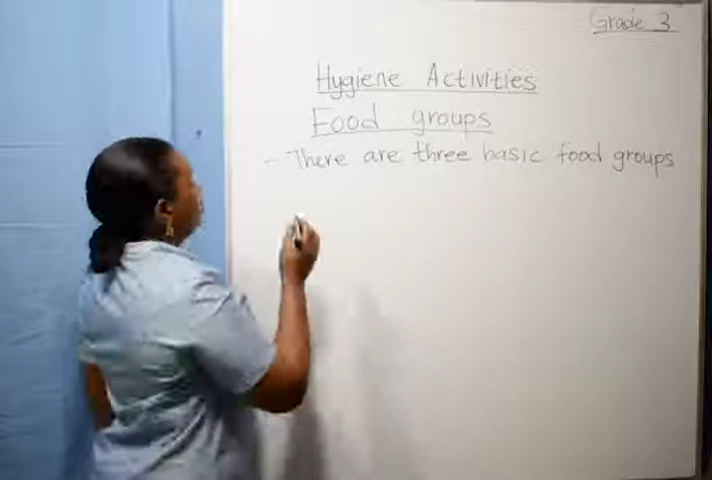 Grade 3
Hygiene Activities
Food groups
- There are three basic food groups